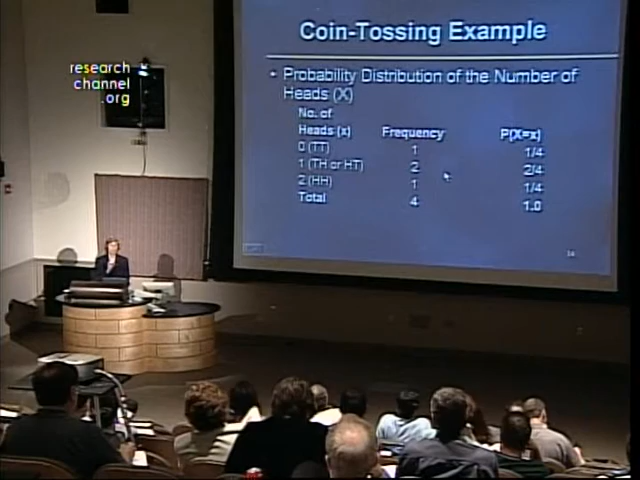 research
channel
.org
Coin-Tossing Example
• Probability Distribution of the Number of
Heads (X)
No. of
Heads (x) Frequency P(X=x)
0 (TT) 1 1/4
1 (TH or HT) 2 2/4
2 (HH) 1 1/4
Total 4 1.0